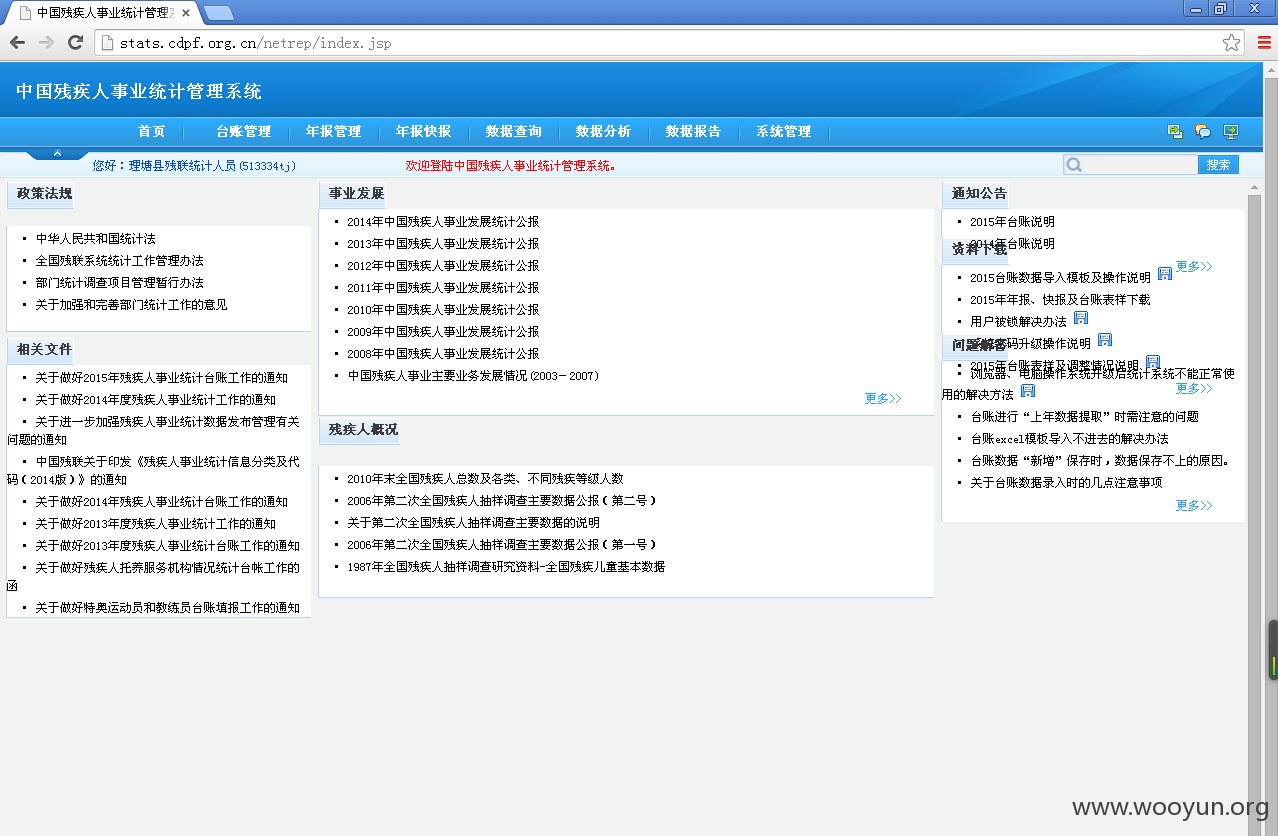 中国残疾人事业统计管理
stats.cdpf.org.cn/netrep/index.jsp
中国残疾人事业统计管理系统
首页 台账管理 年报管理 年报快报 数据查询 数据分析 数据报告 系统管理
您好：理塘县残联统计人员(513334tj) 欢迎登陆中国残疾人事业统计管理系统。 搜索
政策法规
中华人民共和国统计法
全国残联系统统计工作管理办法
部门统计调查项目管理暂行办法
关于加强和完善部门统计工作的意见
相关文件
关于做好2015年残疾人事业统计台账工作的通知
关于做好2014年度残疾人事业统计工作的通知
关于进一步加强残疾人事业统计数据发布管理有关
问题的通知
中国残联关于印发《残疾人事业统计信息分类及代
码（2014版）》的通知
关于做好2014年残疾人事业统计台账工作的通知
关于做好2013年度残疾人事业统计工作的通知
关于做好2013年度残疾人事业统计台账工作的通知
关于做好残疾人托养服务机构情况统计台帐工作的
函
关于做好特奥运动员和教练员台账填报工作的通知
事业发展
2014年中国残疾人事业发展统计公报
2013年中国残疾人事业发展统计公报
2012年中国残疾人事业发展统计公报
2011年中国残疾人事业发展统计公报
2010年中国残疾人事业发展统计公报
2009年中国残疾人事业发展统计公报
2008年中国残疾人事业发展统计公报
中国残疾人事业主要业务发展情况(2003－2007)
更多>>
残疾人概况
2010年末全国残疾人总数及各类、不同残疾等级人数
2006年第二次全国残疾人抽样调查主要数据公报（第二号）
关于第二次全国残疾人抽样调查主要数据的说明
2006年第二次全国残疾人抽样调查主要数据公报（第一号）
1987年全国残疾人抽样调查研究资料-全国残疾儿童基本数据
通知公告
2015年台账说明
2014年台账说明
资料下载
更多>>
2015台账数据导入模板及操作说明
2015年年报、快报及台账表样下载
用户被锁解决办法
密码升级操作说明
问题解答
2015年台账表样及调整情况说明
浏览器、电脑操作系统升级后统计系统不能正常使
用的解决方法
更多>>
台账进行“上年数据提取”时需注意的问题
台账excel模板导入不进去的解决办法
台账数据“新增”保存时，数据保存不上的原因。
关于台账数据录入时的几点注意事项
更多>>
www.wooyun.org